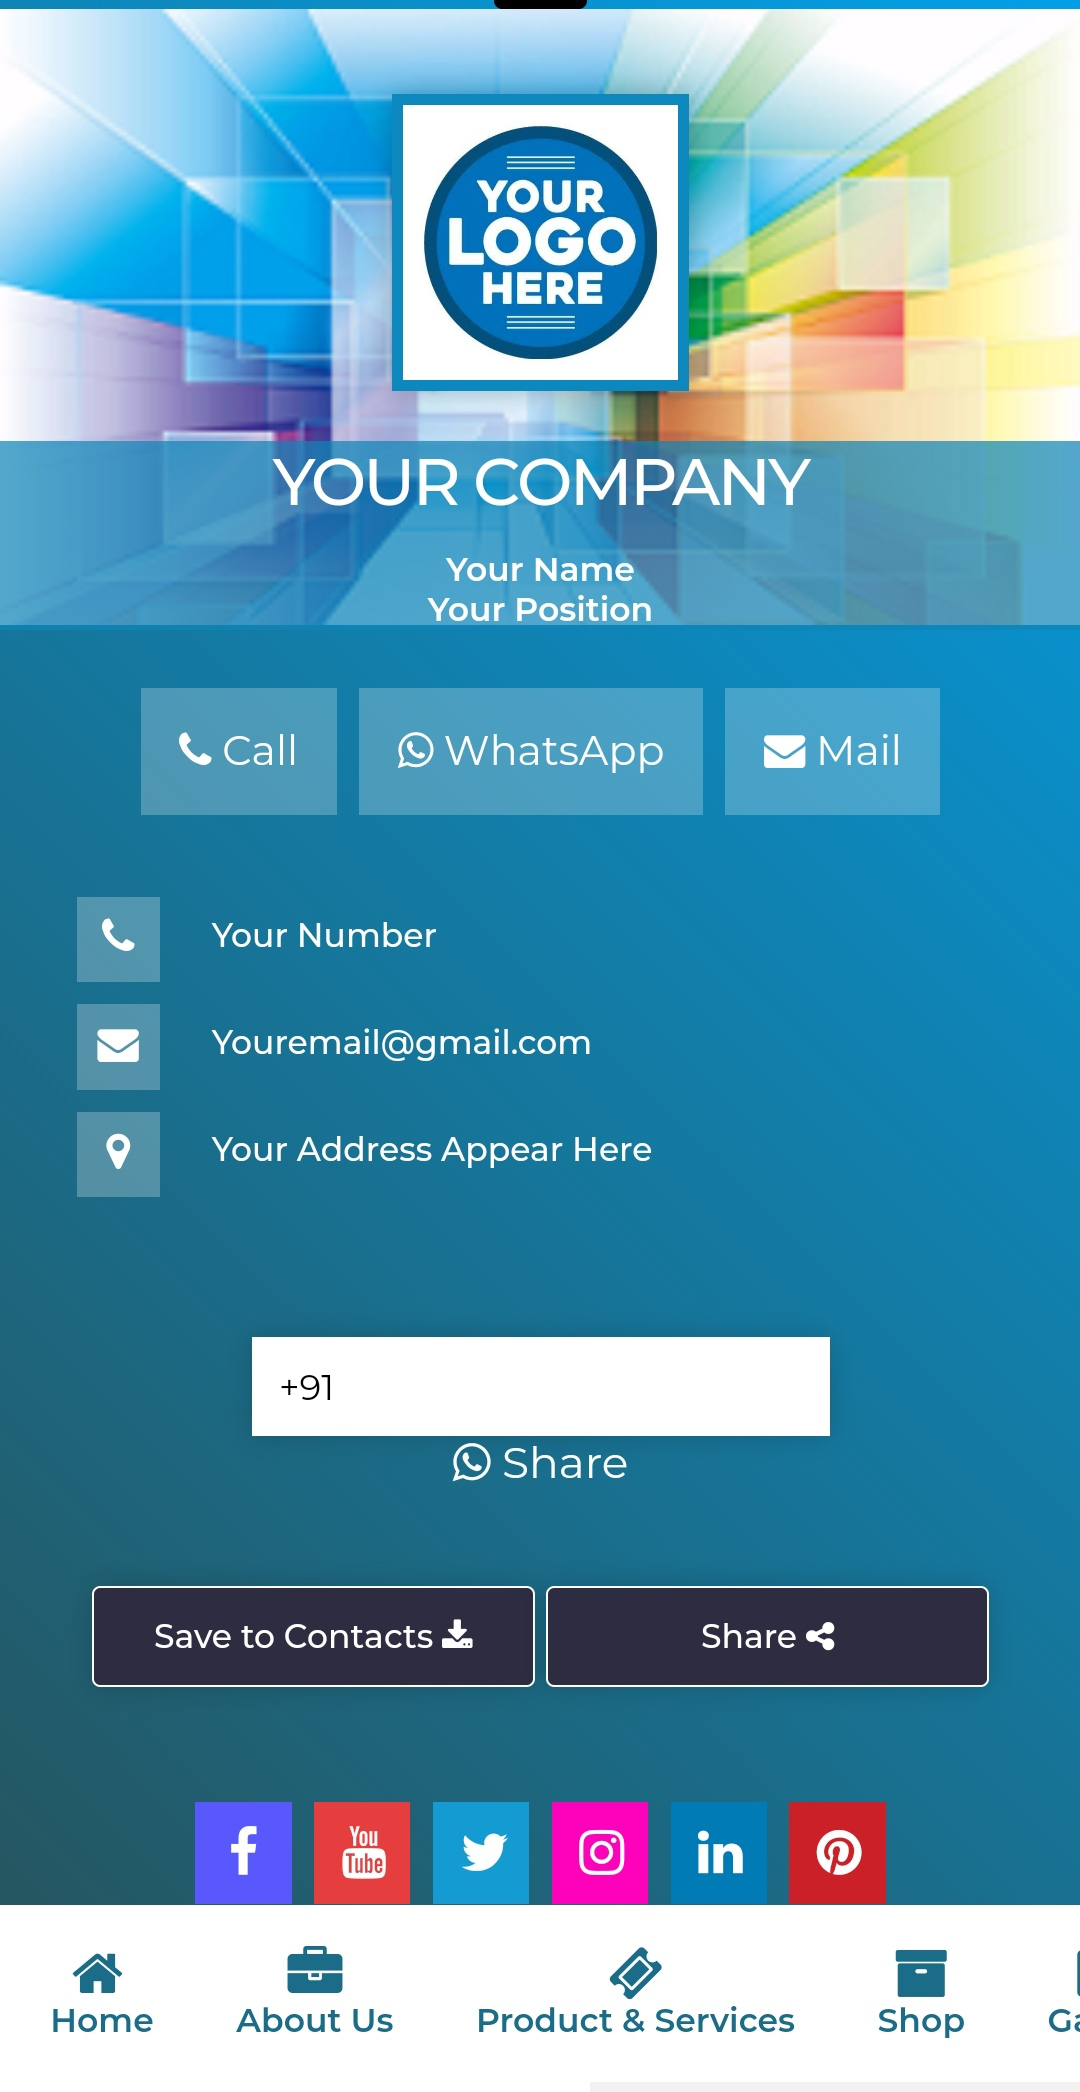 YOUR
LOGO
HERE
YOUR COMPANY
Your Name
Your Position
Call WhatsApp Mail
Your Number
Youremail@gmail.com
Your Address Appear Here
+91
Share
Save to Contacts Share
You
Tube
Home About Us Product & Services Shop Ga